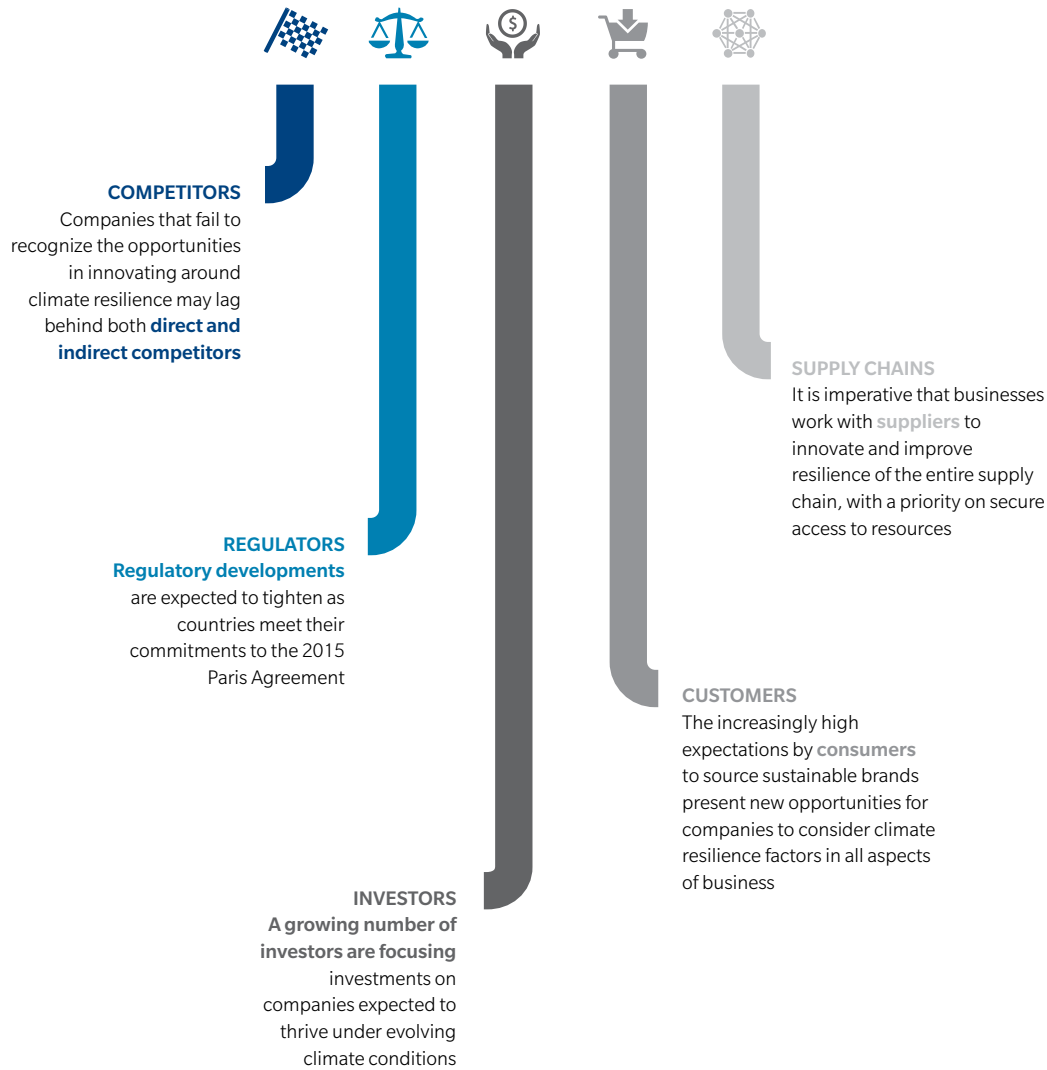 COMPETITORS
Companies that fail to
recognize the opportunities
in innovating around
climate resilience may lag
behind both direct and
indirect competitors
REGULATORS
Regulatory developments
are expected to tighten as
countries meet their
commitments to the 2015
Paris Agreement
INVESTORS
A growing number of
investors are focusing
investments on
companies expected to
thrive under evolving
climate conditions
CUSTOMERS
The increasingly high
expectations by consumers
to source sustainable brands
present new opportunities for
companies to consider climate
resilience factors in all aspects
of business
SUPPLY CHAINS
It is imperative that businesses
work with suppliers to
innovate and improve
resilience of the entire supply
chain, with a priority on secure
access to resources
$